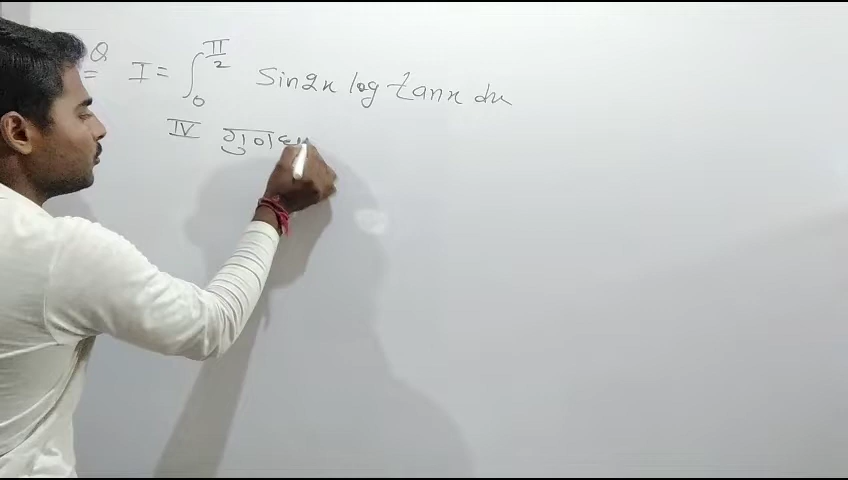 Q I = ∫₀^(π/2) Sin2x log tanx dx
IV